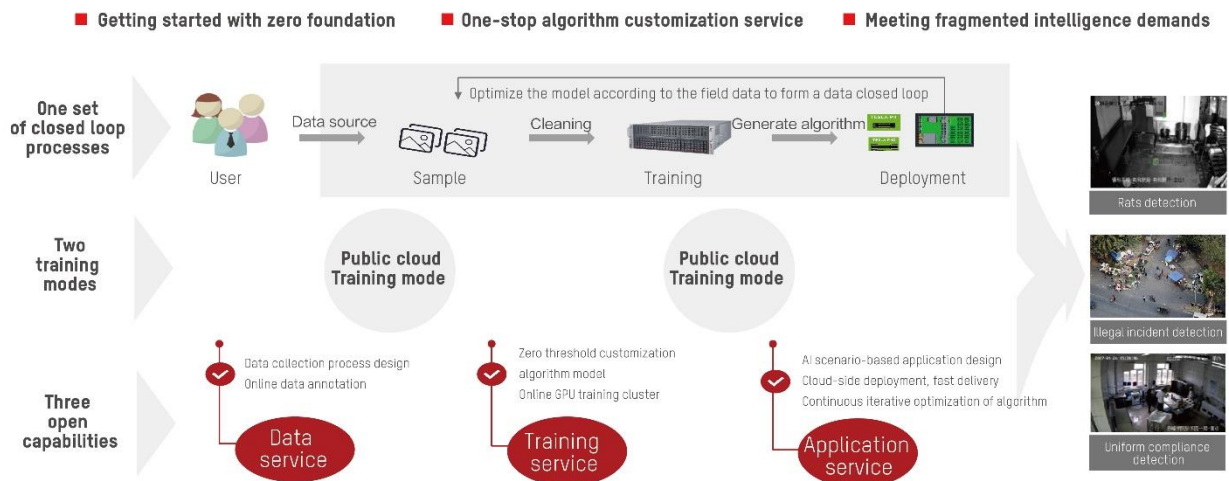 Getting started with zero foundation
One-stop algorithm customization service
Meeting fragmented intelligence demands
One set
of closed loop
processes
Optimize the model according to the field data to form a data closed loop
Data source
Cleaning
Generate algorithm
User
Sample
Training
Deployment
Rats detection
Two
training
modes
Public cloud
Training mode
Public cloud
Training mode
Illegal incident detection
Three
open
capabilities
Data collection process design
Online data annotation
Data
service
Zero threshold customization
algorithm model
Online GPU training cluster
Training
service
AI scenario-based application design
Cloud-side deployment, fast delivery
Continuous iterative optimization of algorithm
Application
service
Uniform compliance
detection